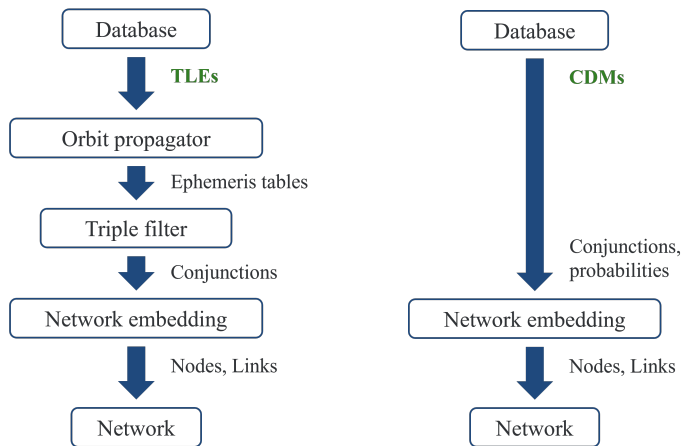 Database
TLEs
Orbit propagator
Ephemeris tables
Triple filter
Conjunctions
Network embedding
Nodes, Links
Network
Database
CDMs
Conjunctions,
probabilities
Network embedding
Nodes, Links
Network